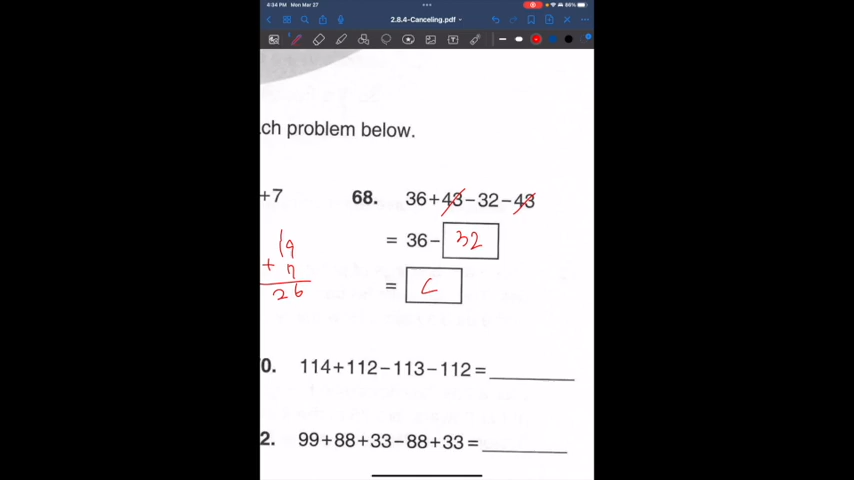 4:34 PM Mon Mar 27
86%
2.8.4-Canceling.pdf
ch problem below.
+7
68. 36+43-32-43
= 36- 32
19
+ 7
26
=
0. 114+112-113-112=
2. 99+88+33-88+33=